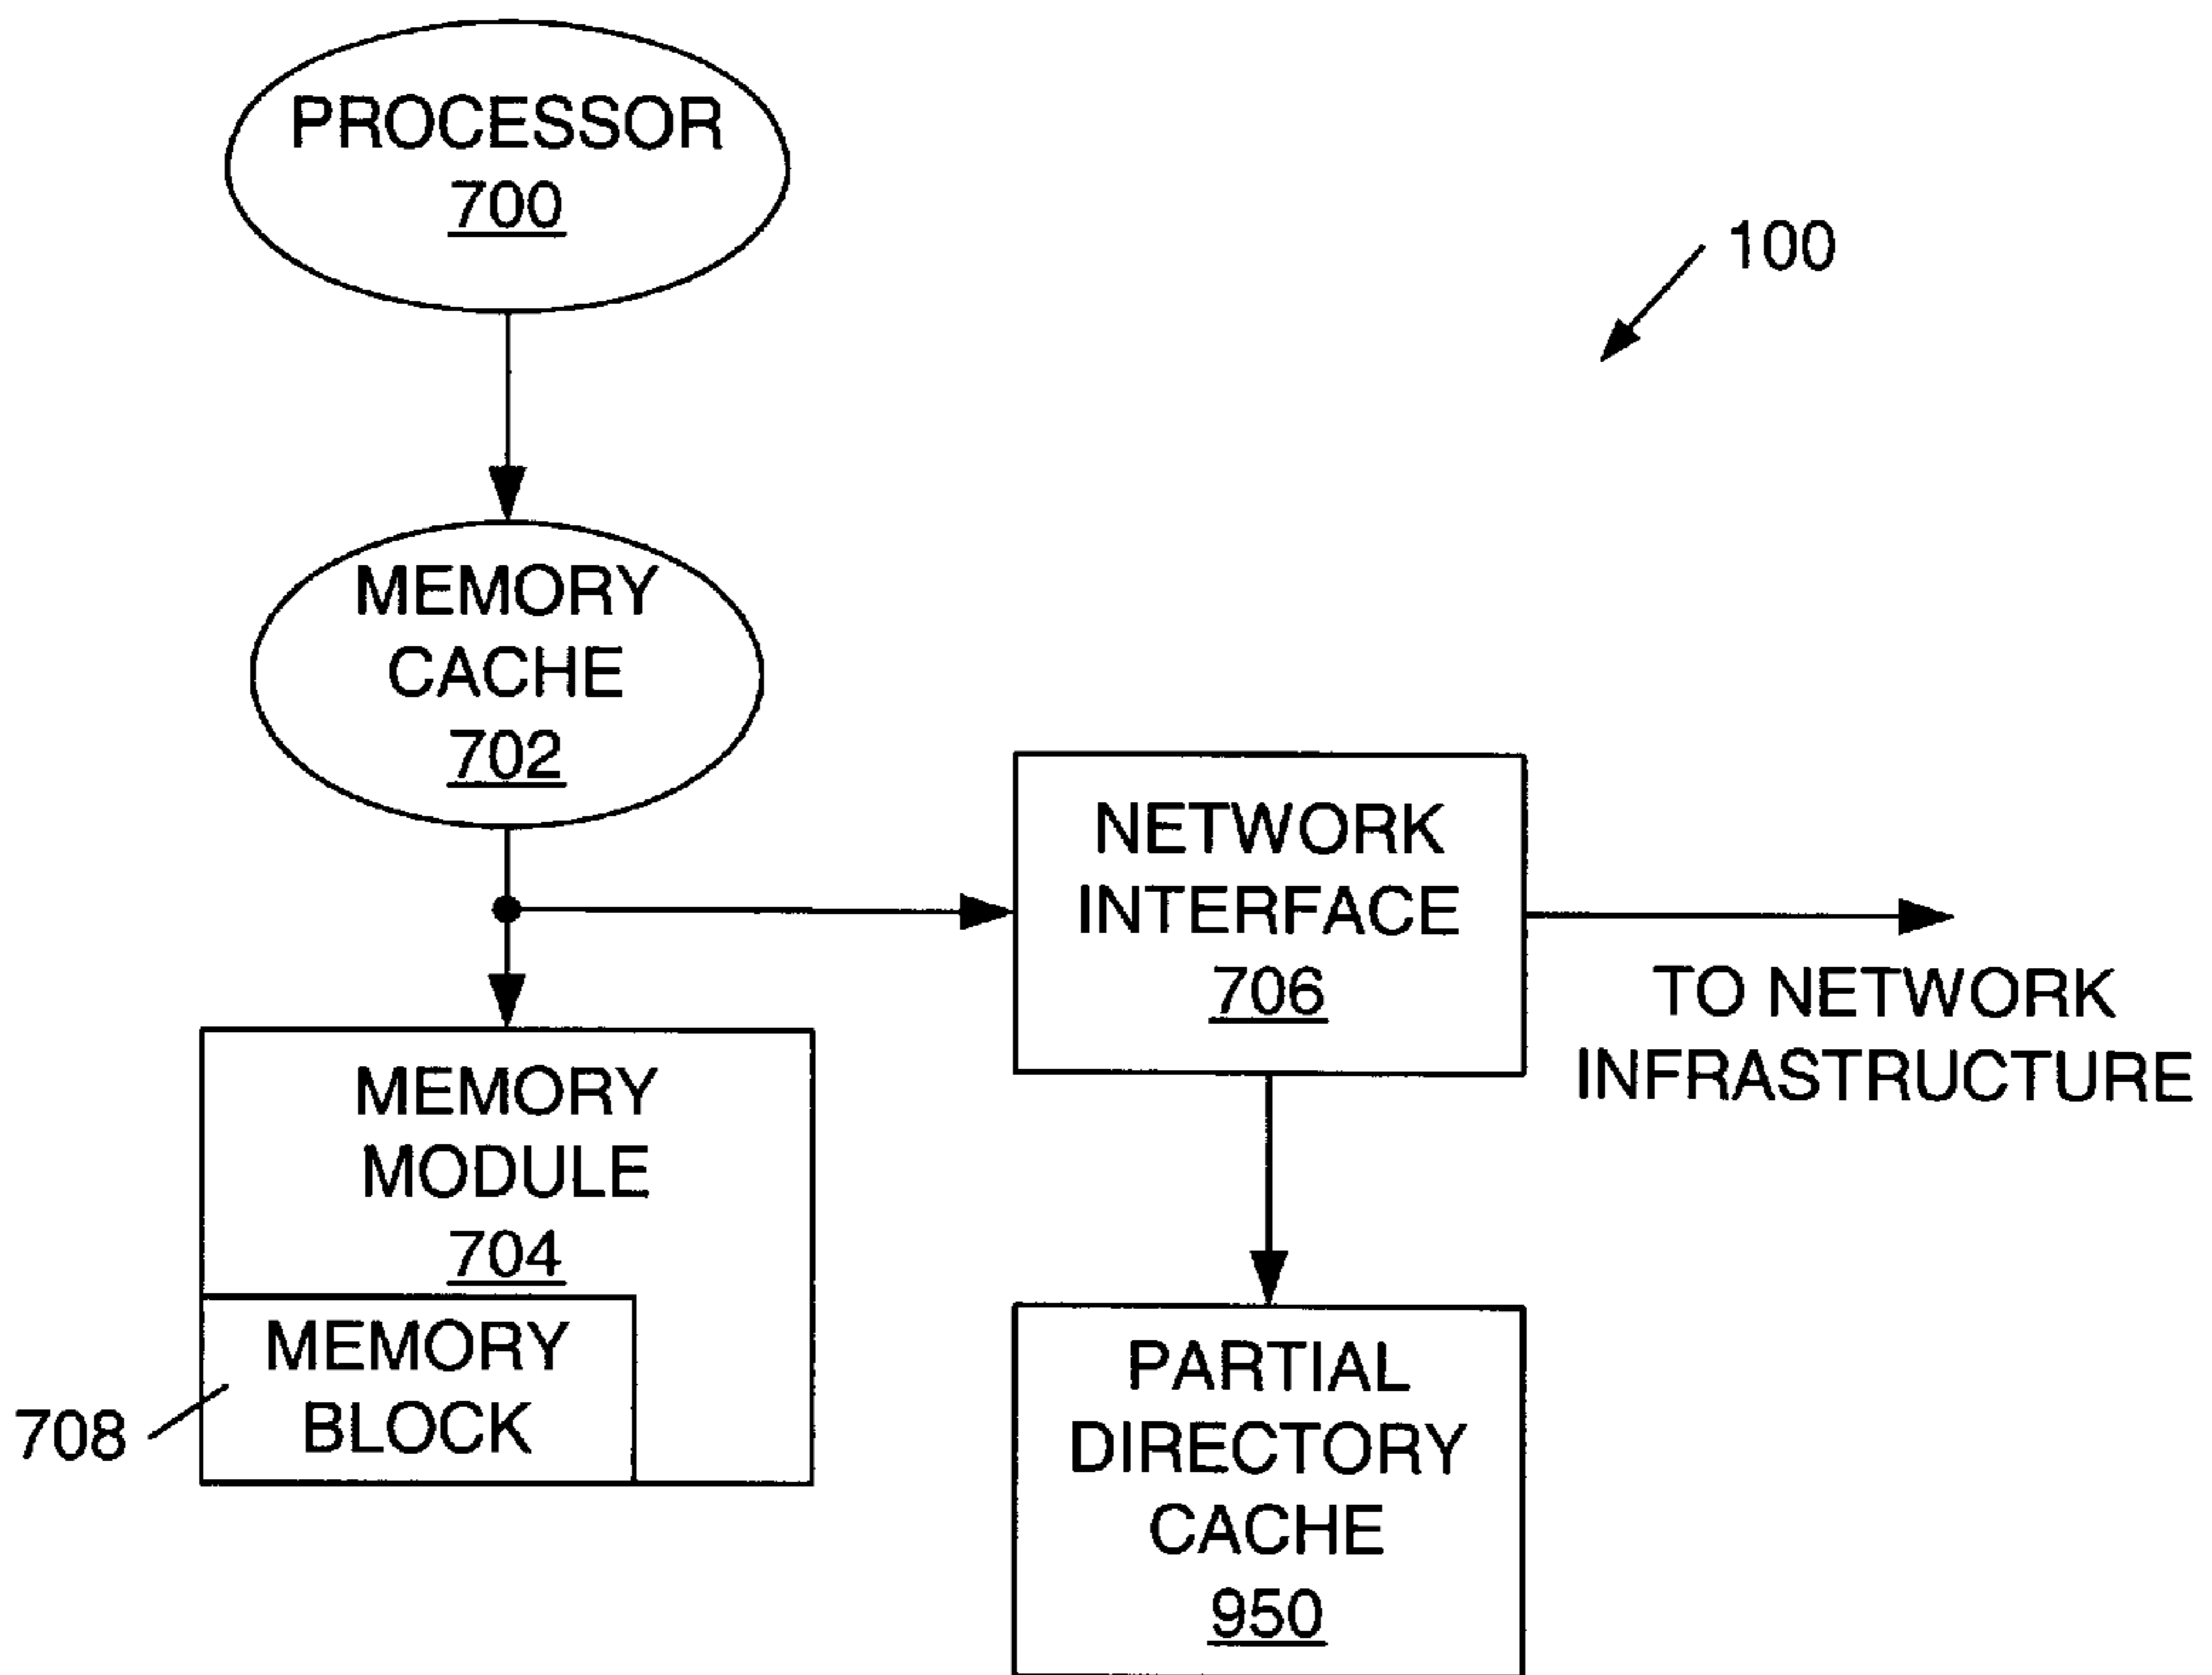 PROCESSOR
700
100
MEMORY
CACHE
702
NETWORK
INTERFACE
706
TO NETWORK
INFRASTRUCTURE
MEMORY
MODULE
704
MEMORY
BLOCK
708
PARTIAL
DIRECTORY
CACHE
950